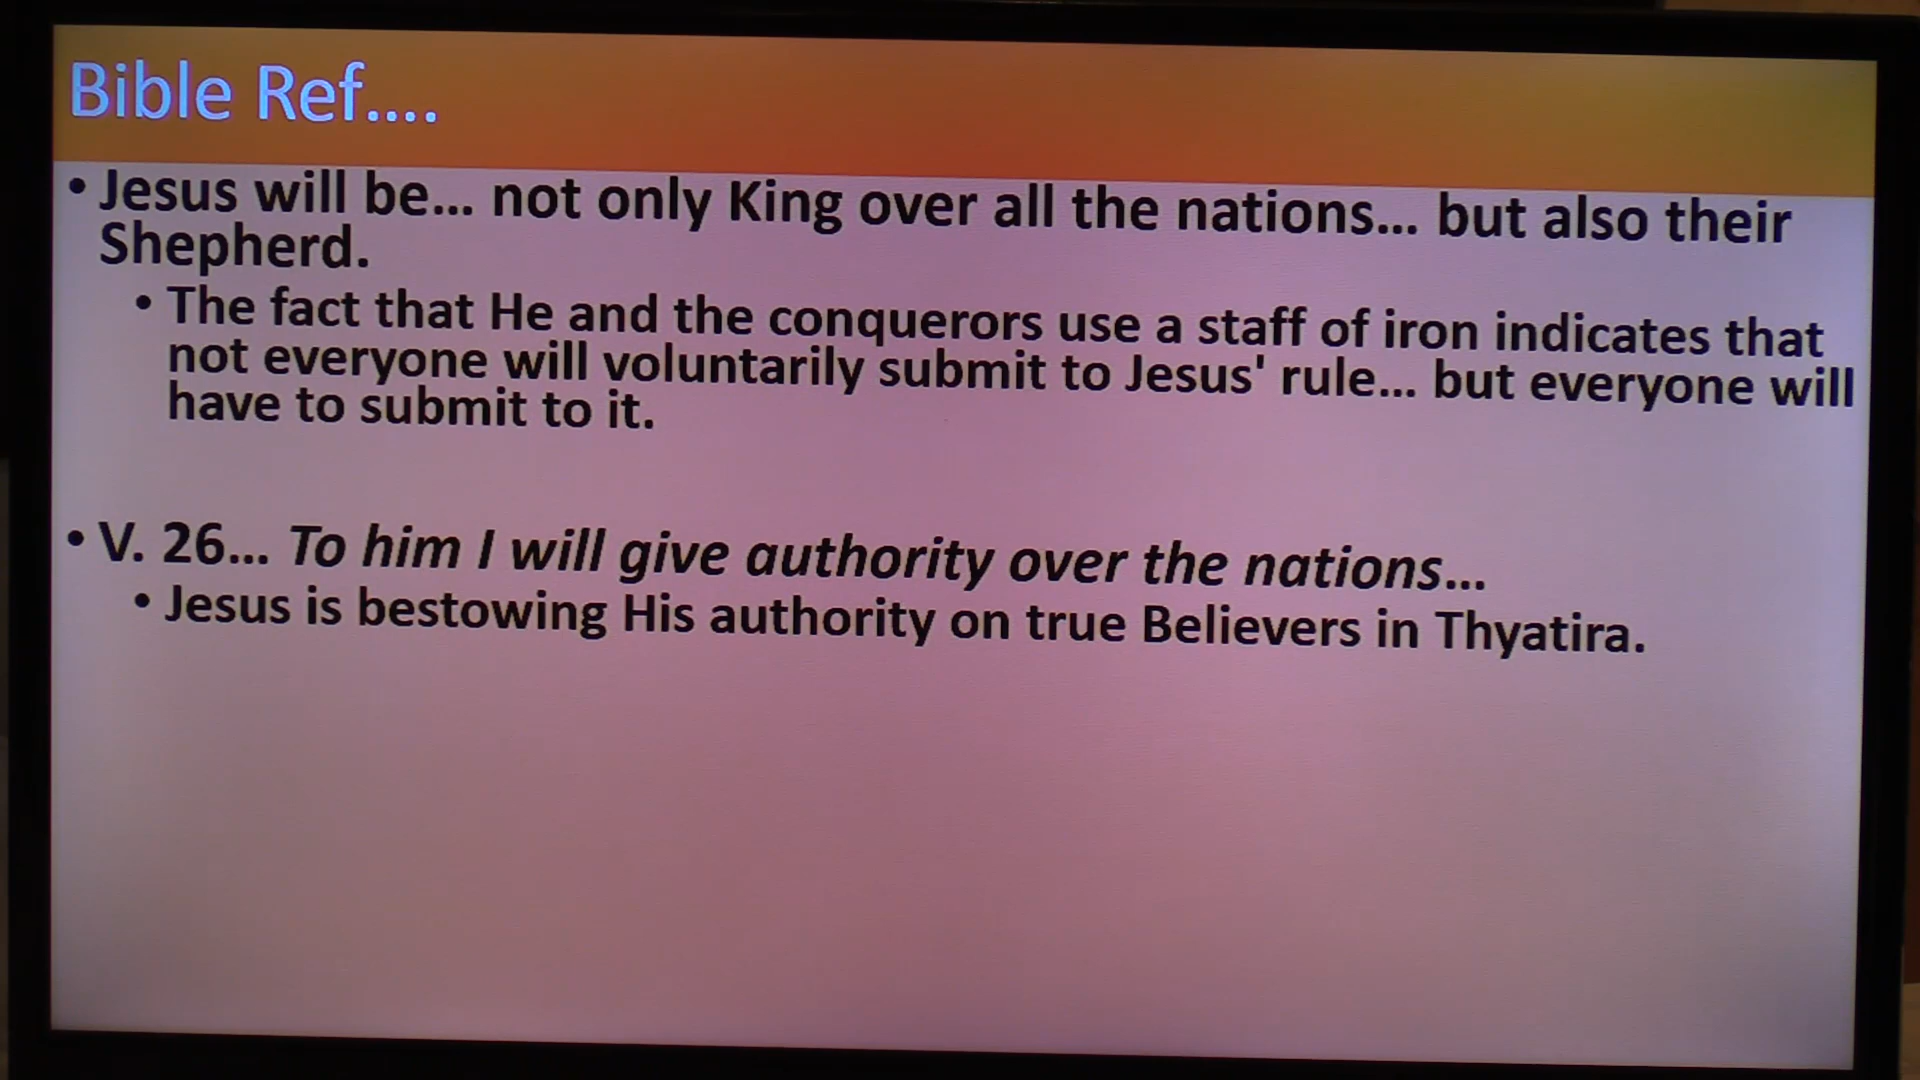 Bible Ref....
• Jesus will be... not only King over all the nations... but also their
Shepherd.
• The fact that He and the conquerors use a staff of iron indicates that
not everyone will voluntarily submit to Jesus' rule... but everyone will
have to submit to it.
• V. 26... To him I will give authority over the nations...
• Jesus is bestowing His authority on true Believers in Thyatira.